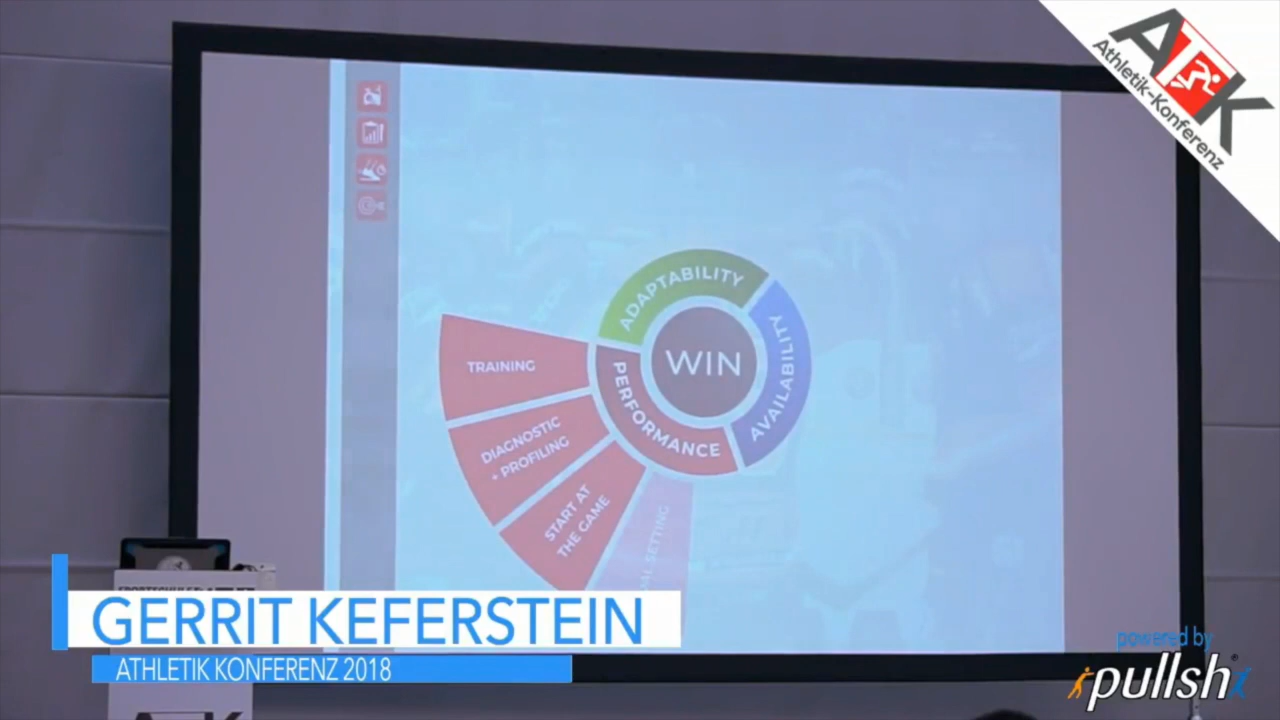 ATK
Athletik-Konferenz
ADAPTABILITY
AVAILABILITY
WIN
PERFORMANCE
TRAINING
DIAGNOSTIC
+ PROFILING
START AT
THE GAME
SETTING
GERRIT KEFERSTEIN
ATHLETIK KONFERENZ 2018
powered by
pullsh